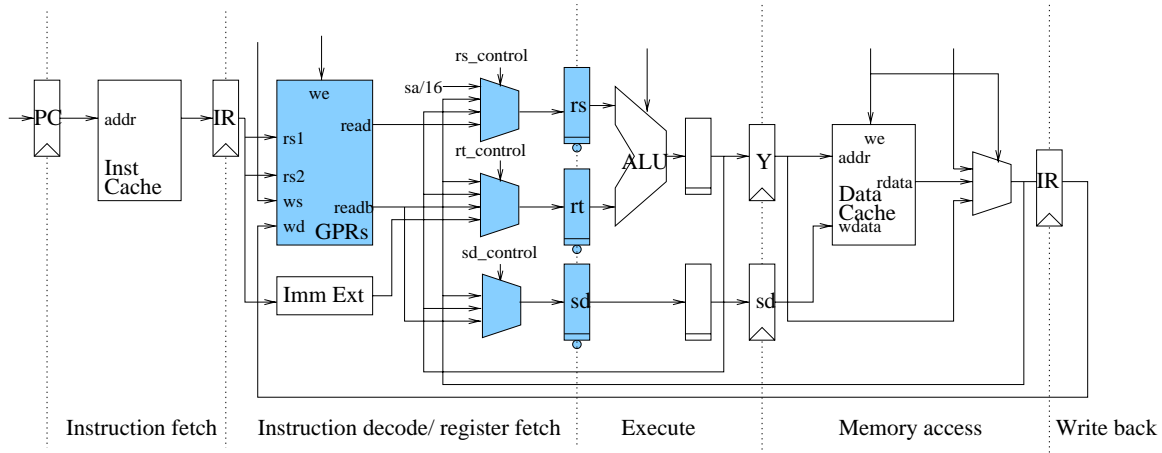 rs_control
sa/16
we
rs
PC
addr
IR
read
rs1
Inst
Cache
rt_control
we
ALU
Y
addr
IR
rs2
rdata
ws
readb
rt
Data
Cache
wd
GPRs
wdata
sd_control
Imm Ext
sd
sd
Instruction fetch
Instruction decode/ register fetch
Execute
Memory access
Write back